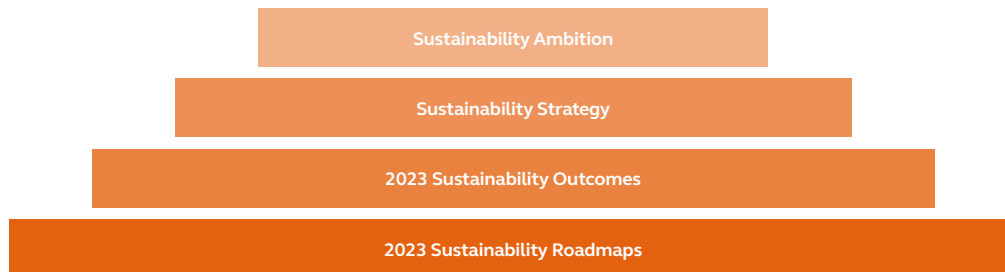 Sustainability Ambition
Sustainability Strategy
2023 Sustainability Outcomes
2023 Sustainability Roadmaps